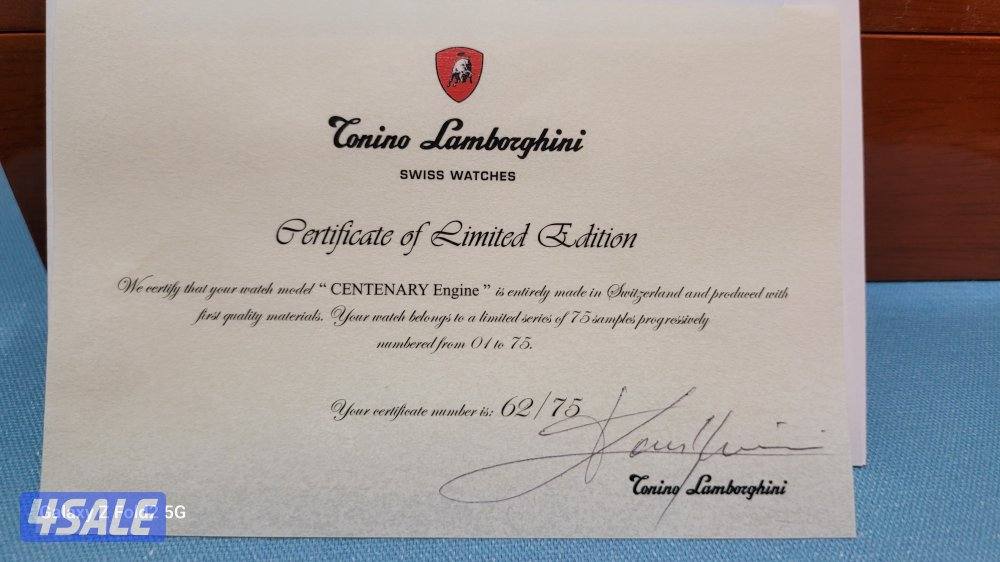 Tonino Lamborghini
SWISS WATCHES
Certificate of Limited Edition
We certify that your watch model “ CENTENARY Engine ” is entirely made in Switzerland and produced with
first quality materials. Your watch belongs to a limited series of 75 samples progressively
numbered from 01 to 75.
Your certificate number is: 62/75
Tonino Lamborghini
Galaxy Z Fold2 5G
4SALE